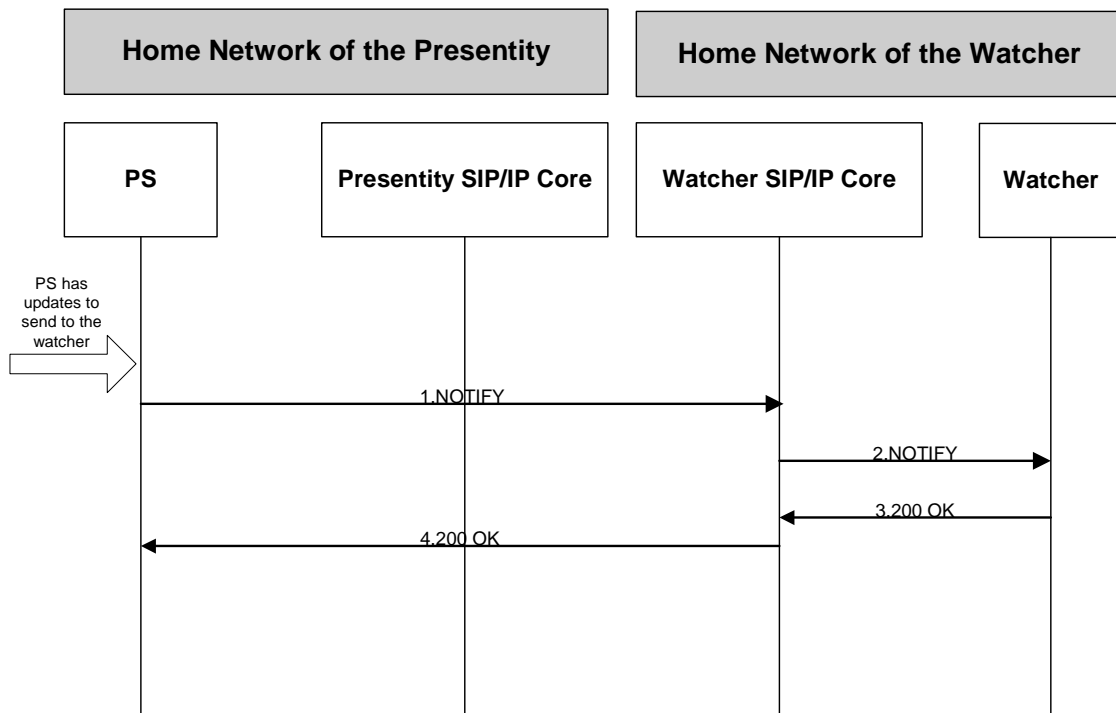 Home Network of the Presentity
Home Network of the Watcher
PS
Presentity SIP/IP Core
Watcher SIP/IP Core
Watcher
PS has
updates to
send to the
watcher
1.NOTIFY
2.NOTIFY
3.200 OK
4.200 OK